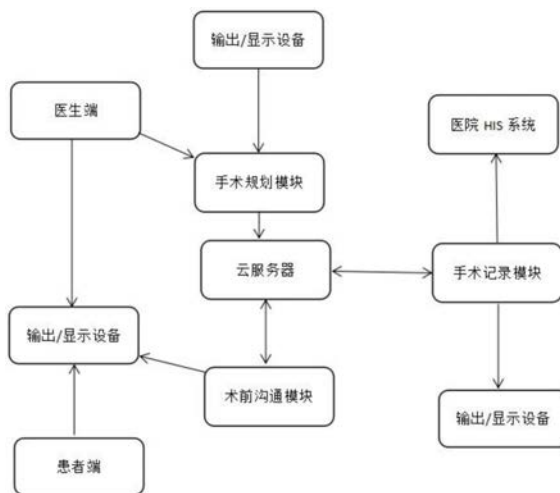 输出/显示设备
医生端
医院 HIS 系统
手术规划模块
云服务器
手术记录模块
输出/显示设备
术前沟通模块
输出/显示设备
患者端